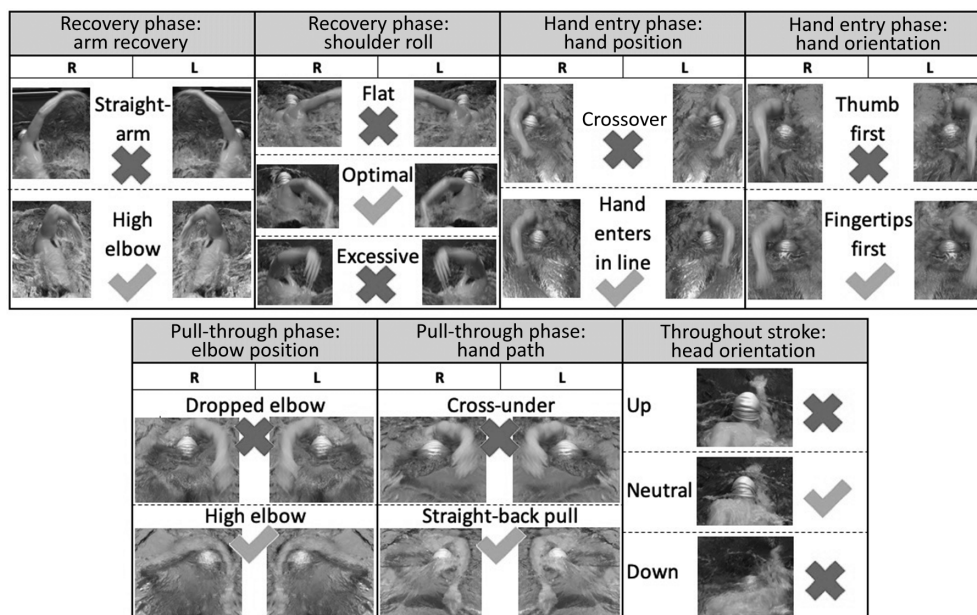 Recovery phase:
arm recovery
R L
Straight-
arm
High
elbow
Recovery phase:
shoulder roll
R L
Flat
Optimal
Excessive
Hand entry phase:
hand position
R L
Crossover
Hand
enters
in line
Hand entry phase:
hand orientation
R L
Thumb
first
Fingertips
first
Pull-through phase:
elbow position
R L
Dropped elbow
High elbow
Pull-through phase:
hand path
R L
Cross-under
Straight-back pull
Throughout stroke:
head orientation
Up
Neutral
Down